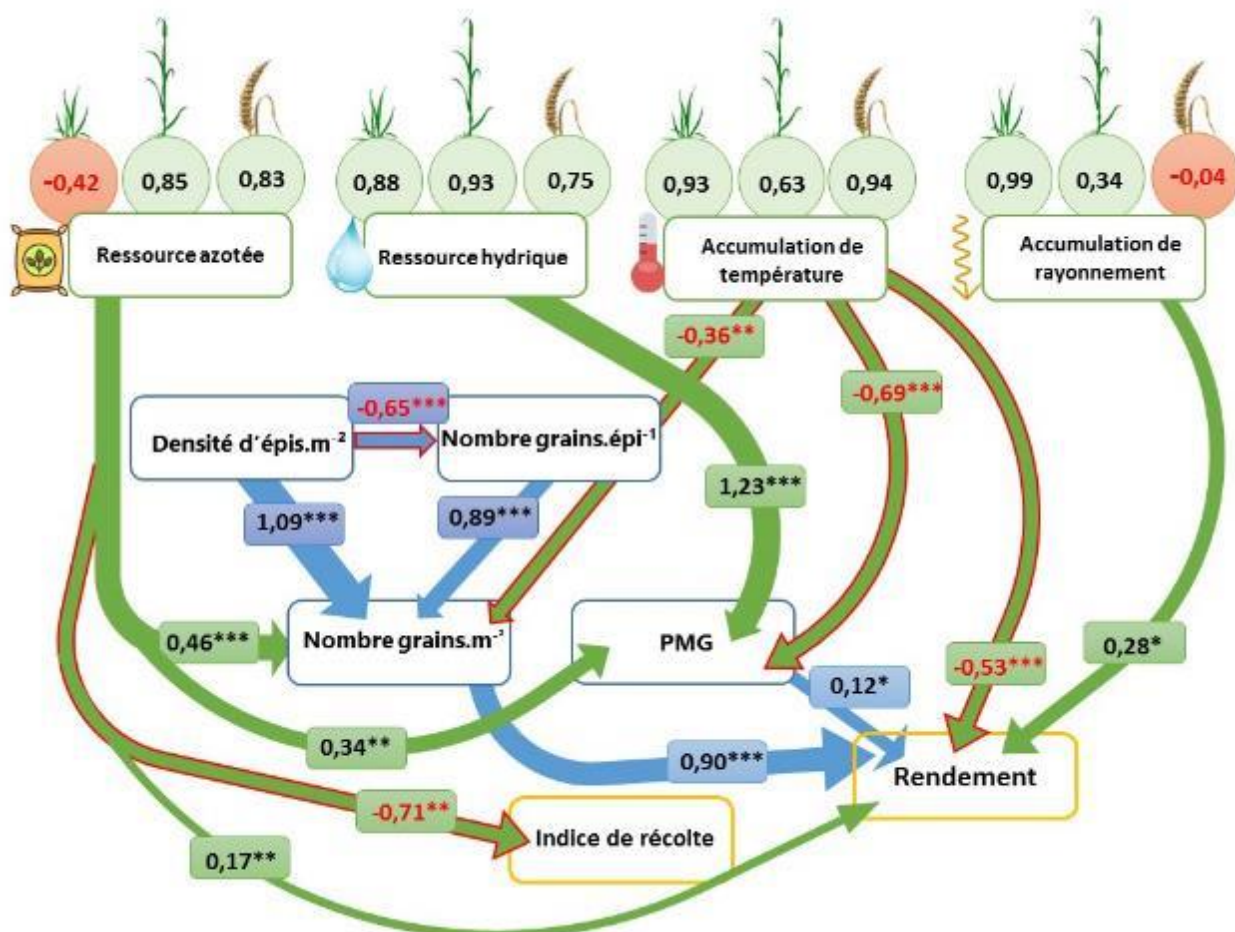 -0,42
0,85
0,83
0,88
0,93
0,75
0,93
0,63
0,94
0,99
0,34
-0,04
Ressource azotée
Ressource hydrique
Accumulation de
température
Accumulation de
rayonnement
-0,36**
-0,69***
-0,65***
Densité d'épis.m⁻²
Nombre grains.épi⁻¹
1,09***
0,89***
1,23***
0,46***
Nombre grains.m⁻²
PMG
0,12*
-0,53***
0,28*
0,34**
0,90***
Rendement
-0,71**
Indice de récolte
0,17**